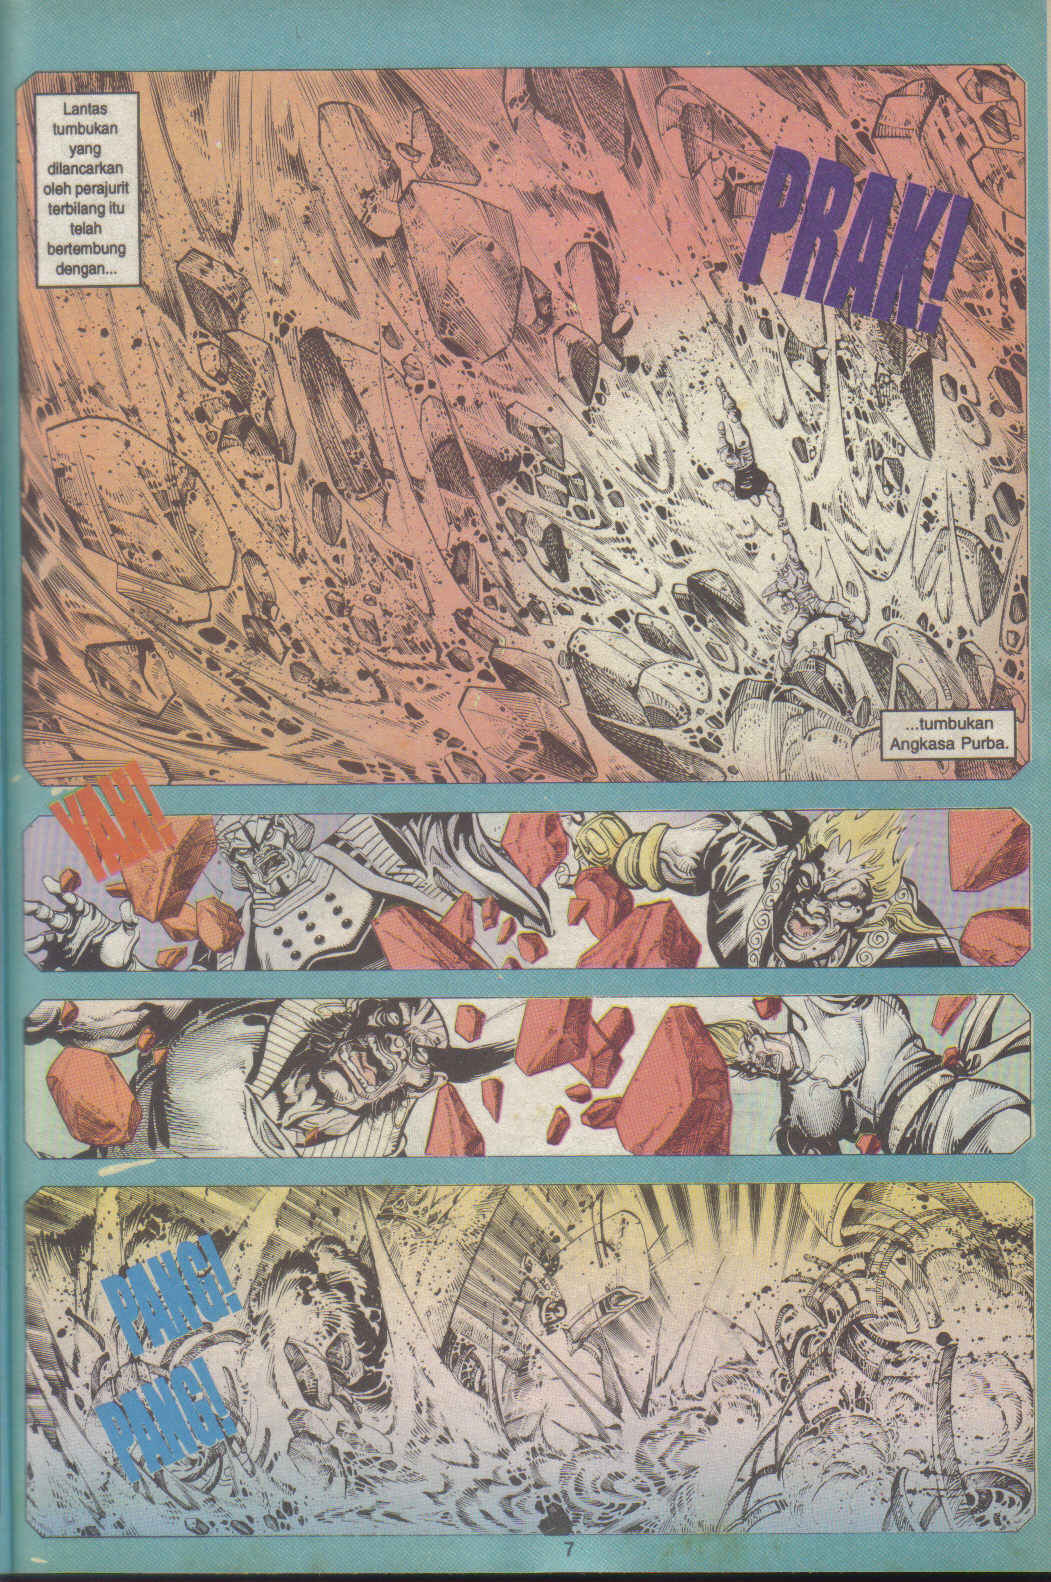 Lantas
tumbukan
yang
dilancarkan
oleh perajurit
terbilang itu
telah
bertembung
dengan...
PRAK!
...tumbukan
Angkasa Purba.
YAH!
PANG!
PANG!
7